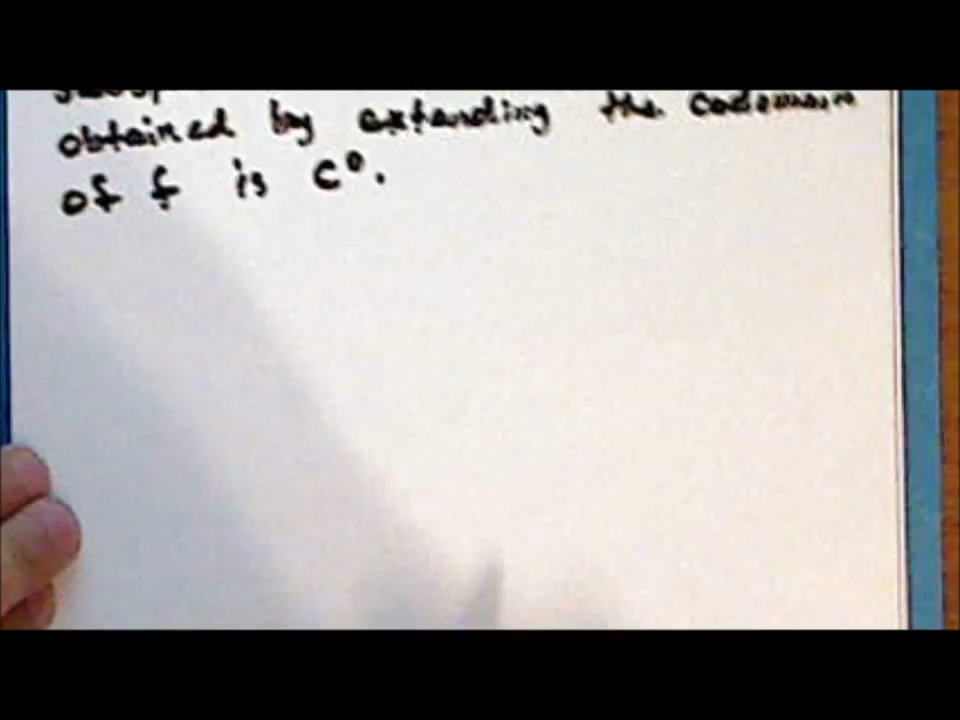 obtained by extending the codomain
of f is C⁰.